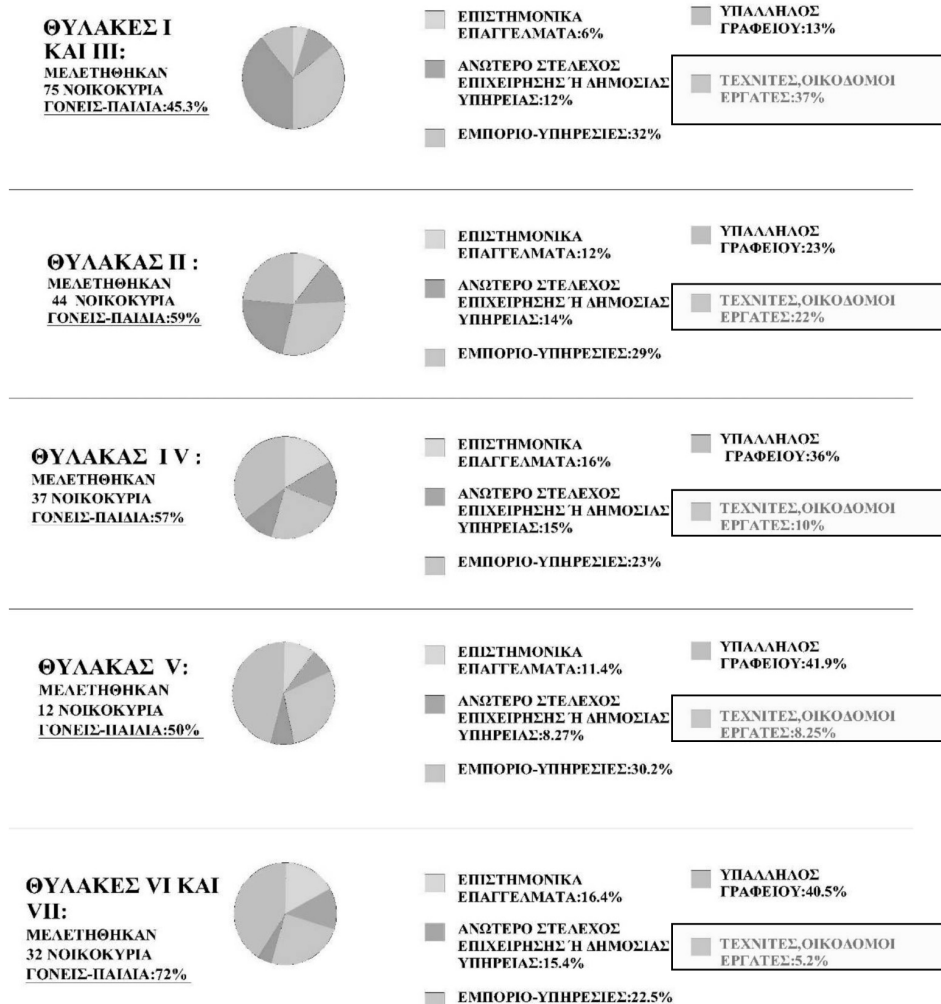 ΘΥΛΑΚΕΣ Ι
ΚΑΙ ΙΙΙ:
ΜΕΛΕΤΗΘΗΚΑΝ
75 ΝΟΙΚΟΚΥΡΙΑ
ΓΟΝΕΙΣ-ΠΑΙΔΙΑ:45.3%
ΕΠΙΣΤΗΜΟΝΙΚΑ
ΕΠΑΓΓΕΛΜΑΤΑ:6%
ΑΝΩΤΕΡΟ ΣΤΕΛΕΧΟΣ
ΕΠΙΧΕΙΡΗΣΗΣ Ή ΔΗΜΟΣΙΑΣ
ΥΠΗΡΕΙΑΣ:12%
ΕΜΠΟΡΙΟ-ΥΠΗΡΕΣΙΕΣ:32%
ΥΠΑΛΛΗΛΟΣ
ΓΡΑΦΕΙΟΥ:13%
ΤΕΧΝΙΤΕΣ,ΟΙΚΟΔΟΜΟΙ
ΕΡΓΑΤΕΣ:37%
ΘΥΛΑΚΑΣ ΙΙ :
ΜΕΛΕΤΗΘΗΚΑΝ
44 ΝΟΙΚΟΚΥΡΙΑ
ΓΟΝΕΙΣ-ΠΑΙΔΙΑ:59%
ΕΠΙΣΤΗΜΟΝΙΚΑ
ΕΠΑΓΓΕΛΜΑΤΑ:12%
ΑΝΩΤΕΡΟ ΣΤΕΛΕΧΟΣ
ΕΠΙΧΕΙΡΗΣΗΣ Ή ΔΗΜΟΣΙΑΣ
ΥΠΗΡΕΙΑΣ:14%
ΕΜΠΟΡΙΟ-ΥΠΗΡΕΣΙΕΣ:29%
ΥΠΑΛΛΗΛΟΣ
ΓΡΑΦΕΙΟΥ:23%
ΤΕΧΝΙΤΕΣ,ΟΙΚΟΔΟΜΟΙ
ΕΡΓΑΤΕΣ:22%
ΘΥΛΑΚΑΣ Ι V :
ΜΕΛΕΤΗΘΗΚΑΝ
37 ΝΟΙΚΟΚΥΡΙΑ
ΓΟΝΕΙΣ-ΠΑΙΔΙΑ:57%
ΕΠΙΣΤΗΜΟΝΙΚΑ
ΕΠΑΓΓΕΛΜΑΤΑ:16%
ΑΝΩΤΕΡΟ ΣΤΕΛΕΧΟΣ
ΕΠΙΧΕΙΡΗΣΗΣ Ή ΔΗΜΟΣΙΑΣ
ΥΠΗΡΕΙΑΣ:15%
ΕΜΠΟΡΙΟ-ΥΠΗΡΕΣΙΕΣ:23%
ΥΠΑΛΛΗΛΟΣ
ΓΡΑΦΕΙΟΥ:36%
ΤΕΧΝΙΤΕΣ,ΟΙΚΟΔΟΜΟΙ
ΕΡΓΑΤΕΣ:10%
ΘΥΛΑΚΑΣ V:
ΜΕΛΕΤΗΘΗΚΑΝ
12 ΝΟΙΚΟΚΥΡΙΑ
ΓΟΝΕΙΣ-ΠΑΙΔΙΑ:50%
ΕΠΙΣΤΗΜΟΝΙΚΑ
ΕΠΑΓΓΕΛΜΑΤΑ:11.4%
ΑΝΩΤΕΡΟ ΣΤΕΛΕΧΟΣ
ΕΠΙΧΕΙΡΗΣΗΣ Ή ΔΗΜΟΣΙΑΣ
ΥΠΗΡΕΙΑΣ:8.27%
ΕΜΠΟΡΙΟ-ΥΠΗΡΕΣΙΕΣ:30.2%
ΥΠΑΛΛΗΛΟΣ
ΓΡΑΦΕΙΟΥ:41.9%
ΤΕΧΝΙΤΕΣ,ΟΙΚΟΔΟΜΟΙ
ΕΡΓΑΤΕΣ:8.25%
ΘΥΛΑΚΕΣ VI ΚΑΙ
VII:
ΜΕΛΕΤΗΘΗΚΑΝ
32 ΝΟΙΚΟΚΥΡΙΑ
ΓΟΝΕΙΣ-ΠΑΙΔΙΑ:72%
ΕΠΙΣΤΗΜΟΝΙΚΑ
ΕΠΑΓΓΕΛΜΑΤΑ:16.4%
ΑΝΩΤΕΡΟ ΣΤΕΛΕΧΟΣ
ΕΠΙΧΕΙΡΗΣΗΣ Ή ΔΗΜΟΣΙΑΣ
ΥΠΗΡΕΙΑΣ:15.4%
ΕΜΠΟΡΙΟ-ΥΠΗΡΕΣΙΕΣ:22.5%
ΥΠΑΛΛΗΛΟΣ
ΓΡΑΦΕΙΟΥ:40.5%
ΤΕΧΝΙΤΕΣ,ΟΙΚΟΔΟΜΟΙ
ΕΡΓΑΤΕΣ:5.2%